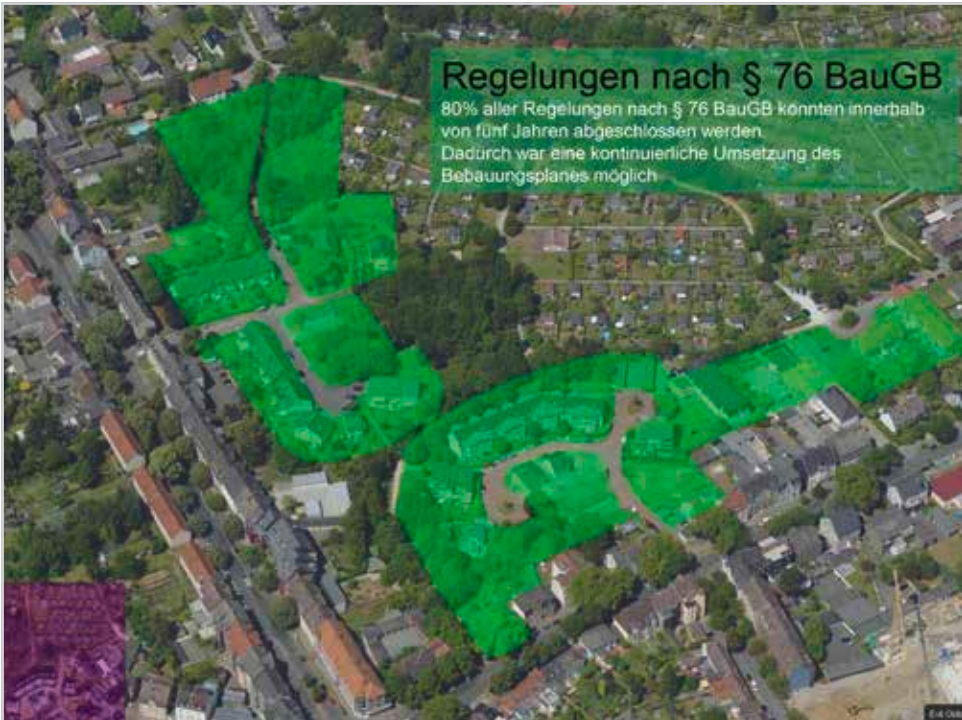 Regelungen nach § 76 BauGB
80% aller Regelungen nach § 76 BauGB konnten innerhalb
von fünf Jahren abgeschlossen werden
Dadurch war eine kontinuierliche Umsetzung des
Bebauungsplanes möglich